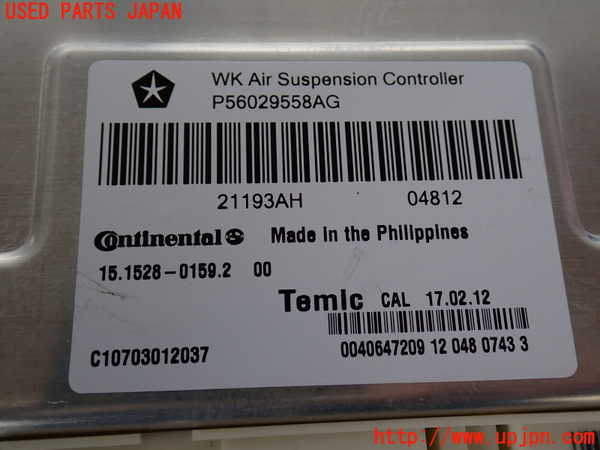 USED PARTS JAPAN
WK Air Suspension Controller
P56029558AG
21193AH 04812
Continental Made in the Philippines
15.1528-0159.2 00
Temic CAL 17.02.12
C10703012037 0040647209 12 048 0743 3
http://www.upjpn.com/